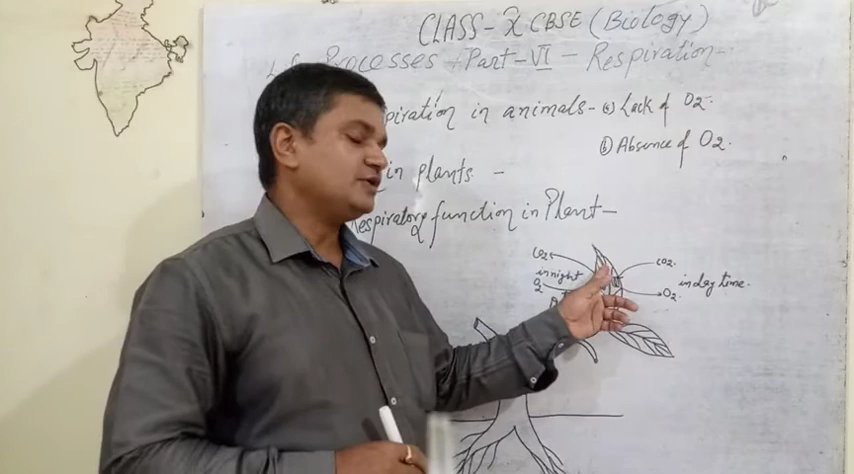 CLASS-X CBSE (Biology)
Processes Part-VI - Respiration-
piration in animals- (a) Lack of O2.
(b) Absence of O2.
in plants -
Respiratory function in Plant-
CO2
in night
O2
CO2.
O2.
in day time.